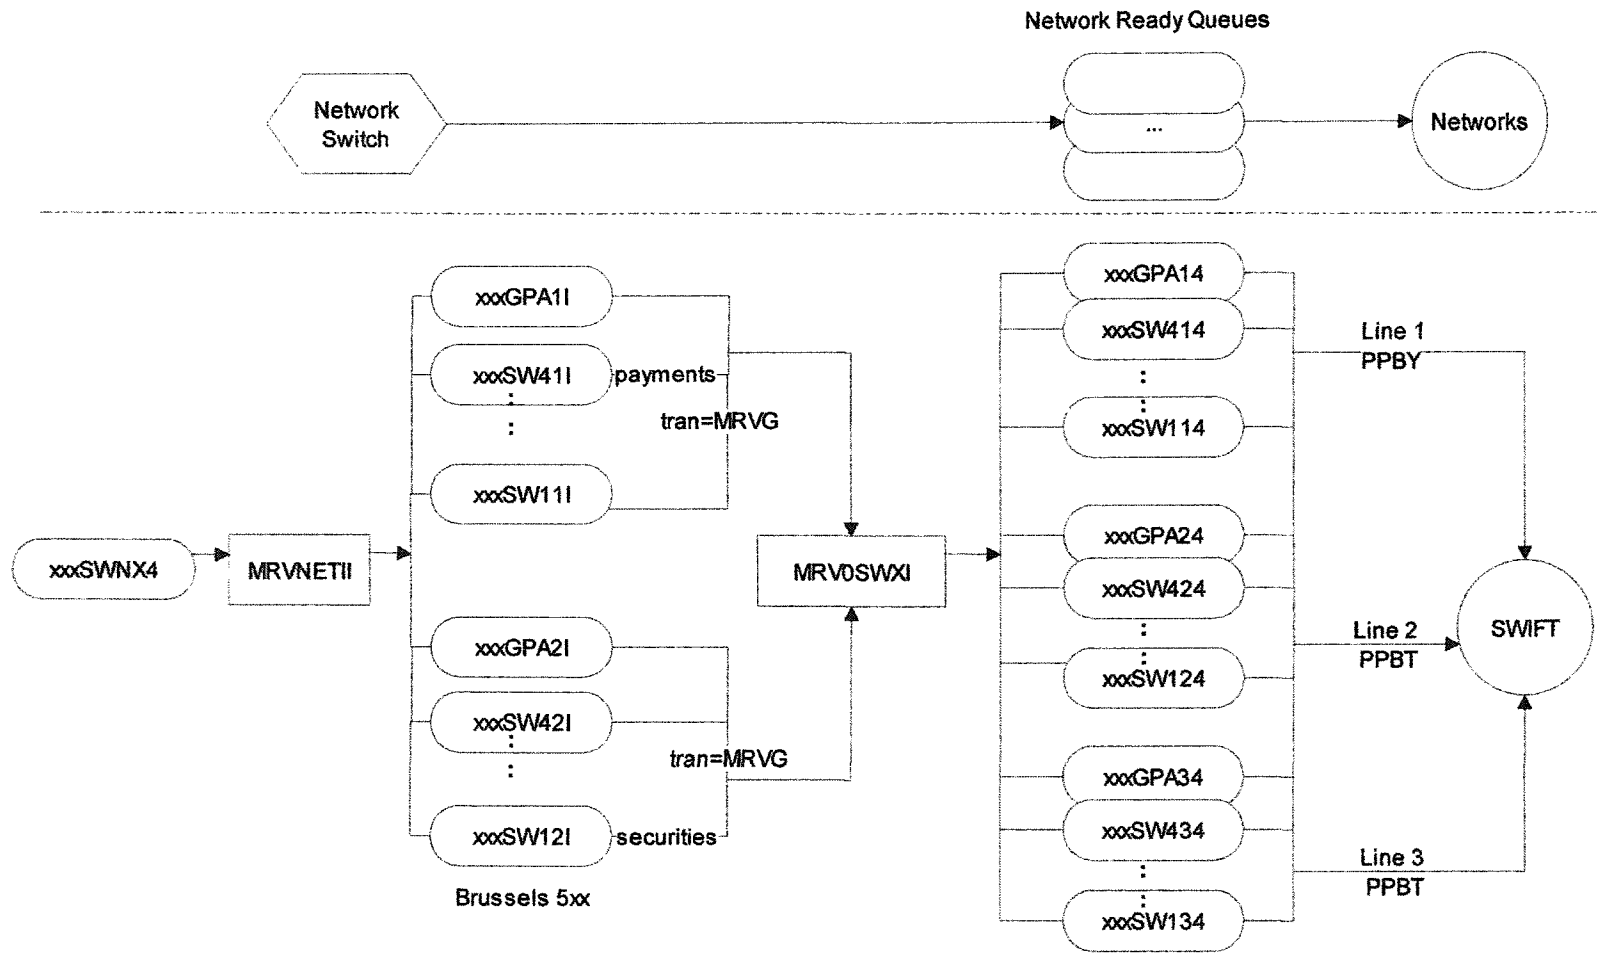 Network Ready Queues
Network
Switch
...
Networks
xxxGPA1I
xxxSW41I
payments
tran=MRVG
xxxSW11I
xxxSWNX4
MRVNETII
xxxGPA2I
xxxSW42I
tran=MRVG
xxxSW12I
securities
Brussels 5xx
MRV0SWXI
xxxGPA14
xxxSW414
xxxSW114
xxxGPA24
xxxSW424
xxxSW124
xxxGPA34
xxxSW434
xxxSW134
Line 1
PPBY
Line 2
PPBT
Line 3
PPBT
SWIFT